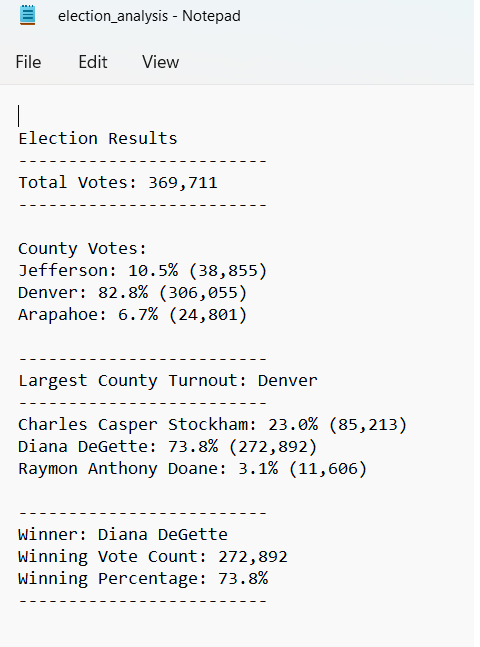 election_analysis - Notepad
File Edit View
Election Results
-------------------------
Total Votes: 369,711
-------------------------
County Votes:
Jefferson: 10.5% (38,855)
Denver: 82.8% (306,055)
Arapahoe: 6.7% (24,801)
-------------------------
Largest County Turnout: Denver
-------------------------
Charles Casper Stockham: 23.0% (85,213)
Diana DeGette: 73.8% (272,892)
Raymon Anthony Doane: 3.1% (11,606)
-------------------------
Winner: Diana DeGette
Winning Vote Count: 272,892
Winning Percentage: 73.8%
-------------------------